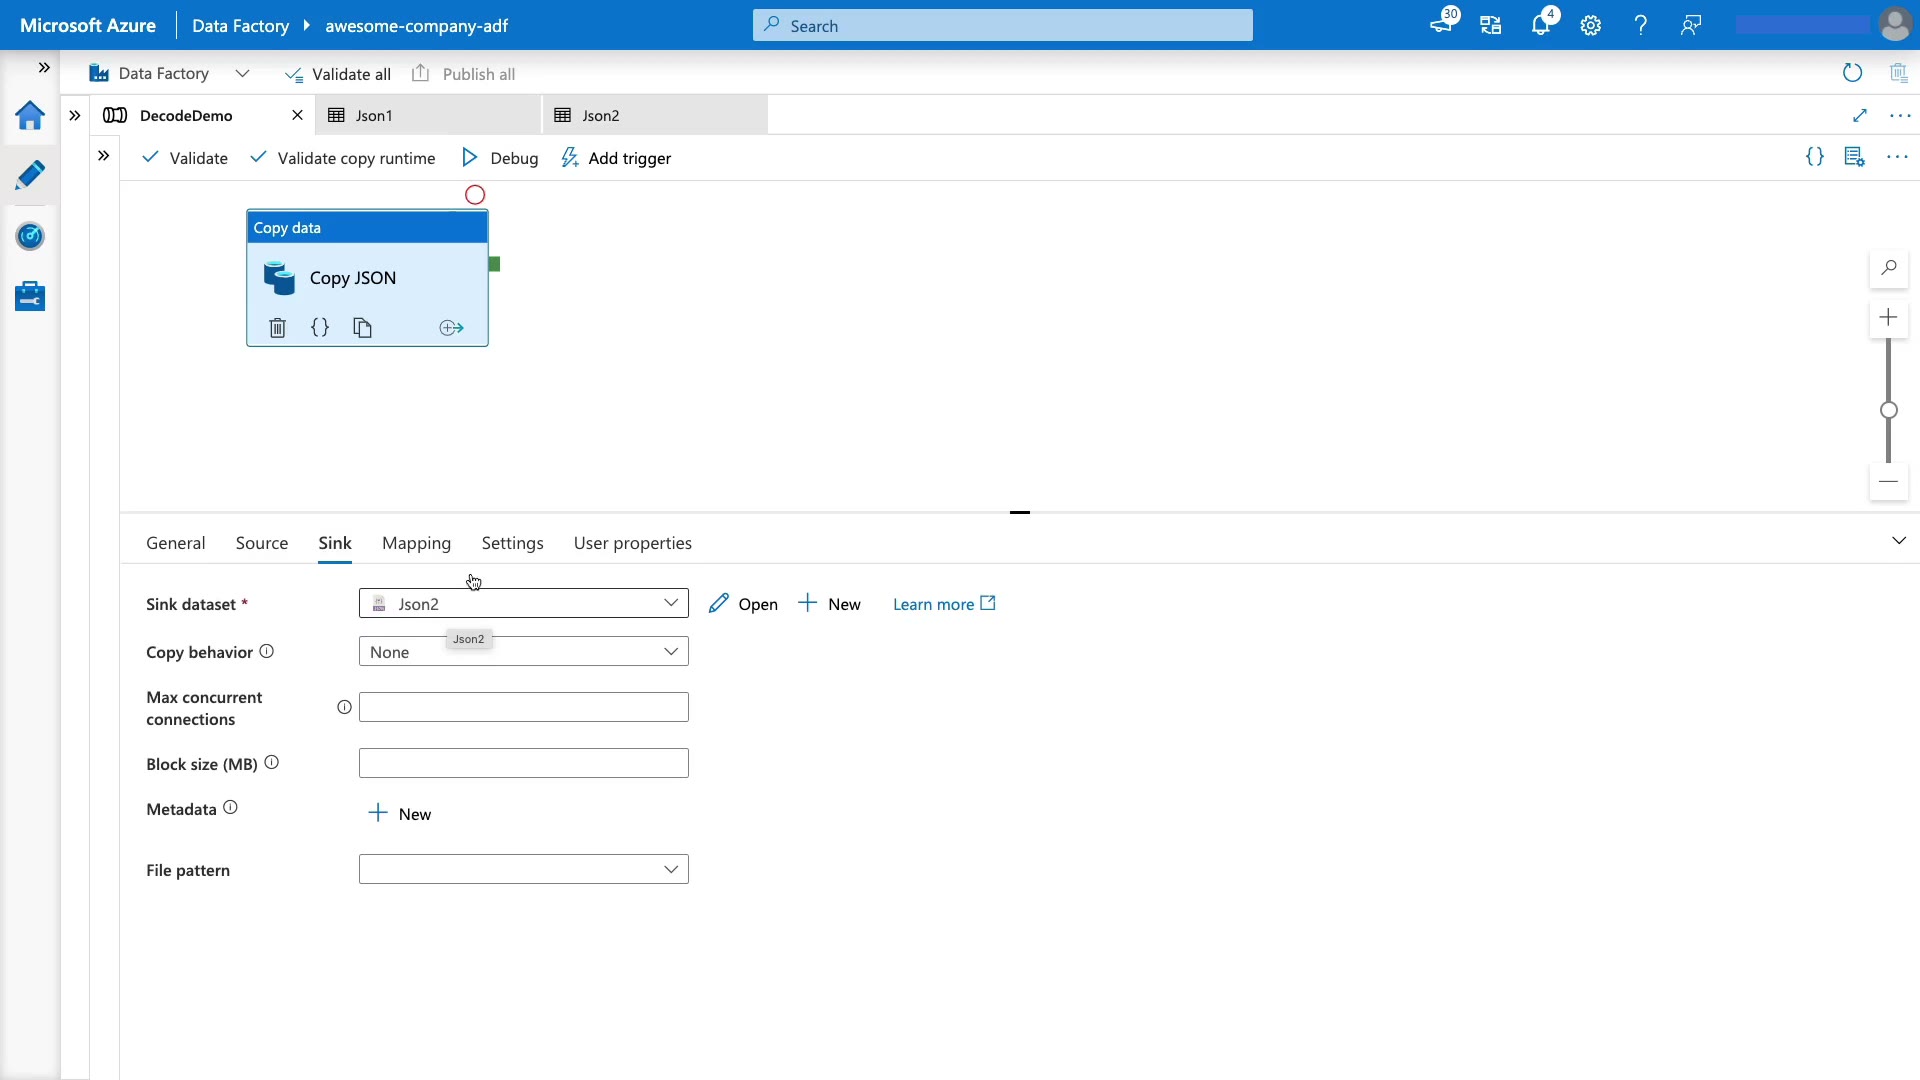 Microsoft Azure
Data Factory
awesome-company-adf
Search
30
4
Data Factory
Validate all
Publish all
DecodeDemo
Json1
Json2
Validate
Validate copy runtime
Debug
Add trigger
Copy data
Copy JSON
General
Source
Sink
Mapping
Settings
User properties
Sink dataset *
Json2
Open
New
Learn more
Json2
Copy behavior
None
Max concurrent
connections
Block size (MB)
Metadata
New
File pattern